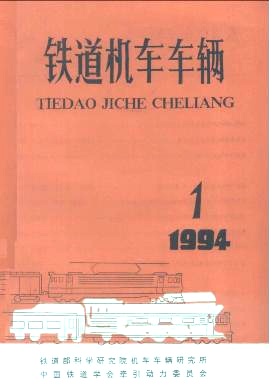 铁道机车车辆
TIEDAO JICHE CHELIANG
1
1994
铁道部科学研究院机车车辆研究所
中国铁道学会牵引动力委员会